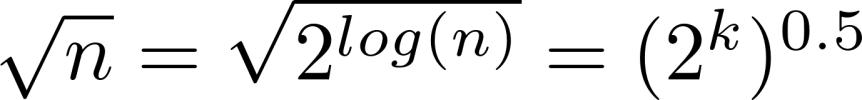 √n = √2^{log(n)} = (2^k)^{0.5}